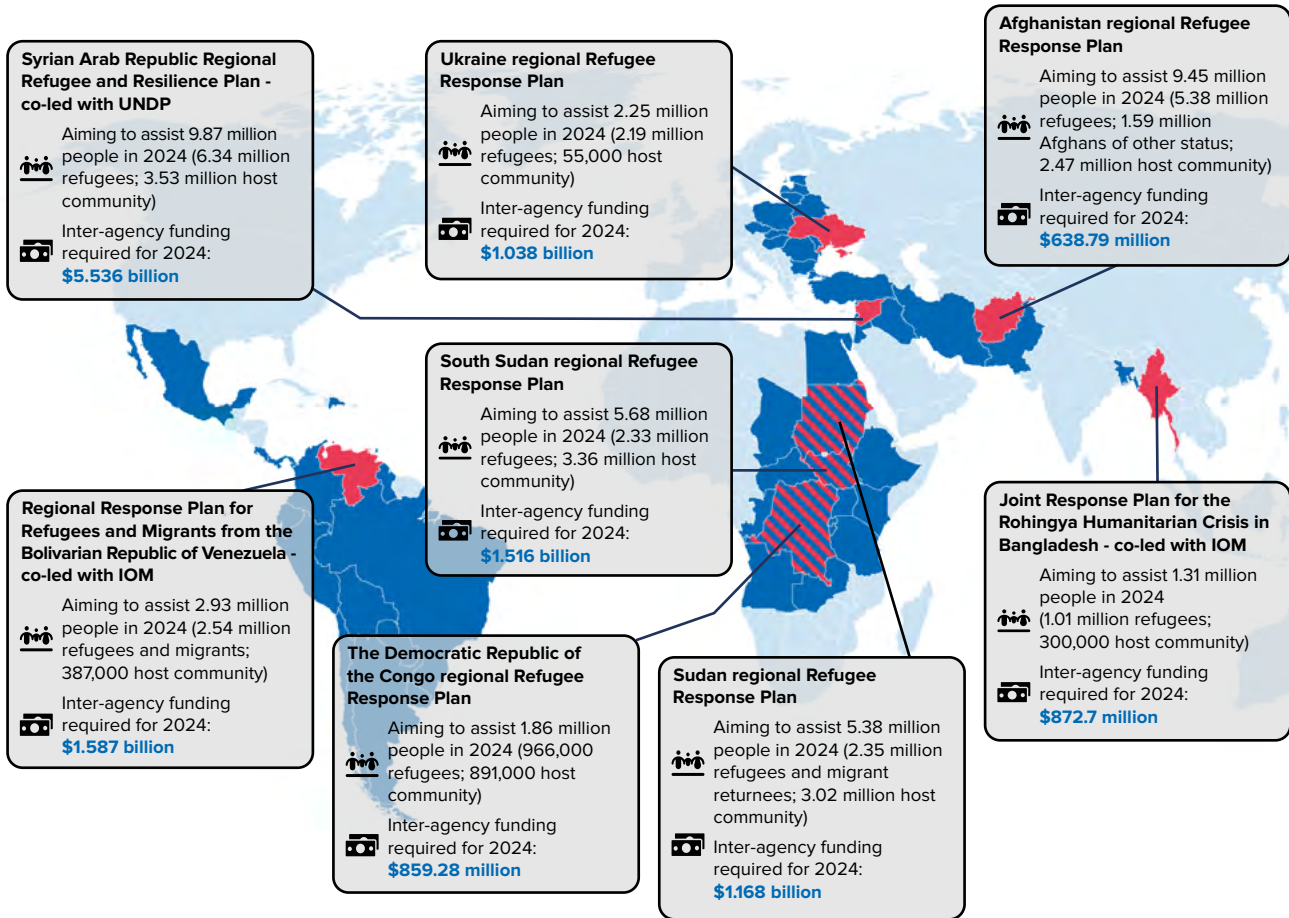 Syrian Arab Republic Regional
Refugee and Resilience Plan -
co-led with UNDP
Aiming to assist 9.87 million
people in 2024 (6.34 million
refugees; 3.53 million host
community)
Inter-agency funding
required for 2024:
$5.536 billion
Ukraine regional Refugee
Response Plan
Aiming to assist 2.25 million
people in 2024 (2.19 million
refugees; 55,000 host
community)
Inter-agency funding
required for 2024:
$1.038 billion
Afghanistan regional Refugee
Response Plan
Aiming to assist 9.45 million
people in 2024 (5.38 million
refugees; 1.59 million
Afghans of other status;
2.47 million host community)
Inter-agency funding
required for 2024:
$638.79 million
South Sudan regional Refugee
Response Plan
Aiming to assist 5.68 million
people in 2024 (2.33 million
refugees; 3.36 million host
community)
Inter-agency funding
required for 2024:
$1.516 billion
Regional Response Plan for
Refugees and Migrants from the
Bolivarian Republic of Venezuela -
co-led with IOM
Aiming to assist 2.93 million
people in 2024 (2.54 million
refugees and migrants;
387,000 host community)
Inter-agency funding
required for 2024:
$1.587 billion
Joint Response Plan for the
Rohingya Humanitarian Crisis in
Bangladesh - co-led with IOM
Aiming to assist 1.31 million
people in 2024
(1.01 million refugees;
300,000 host community)
Inter-agency funding
required for 2024:
$872.7 million
The Democratic Republic of
the Congo regional Refugee
Response Plan
Aiming to assist 1.86 million
people in 2024 (966,000
refugees; 891,000 host
community)
Inter-agency funding
required for 2024:
$859.28 million
Sudan regional Refugee
Response Plan
Aiming to assist 5.38 million
people in 2024 (2.35 million
refugees and migrant
returnees; 3.02 million host
community)
Inter-agency funding
required for 2024:
$1.168 billion